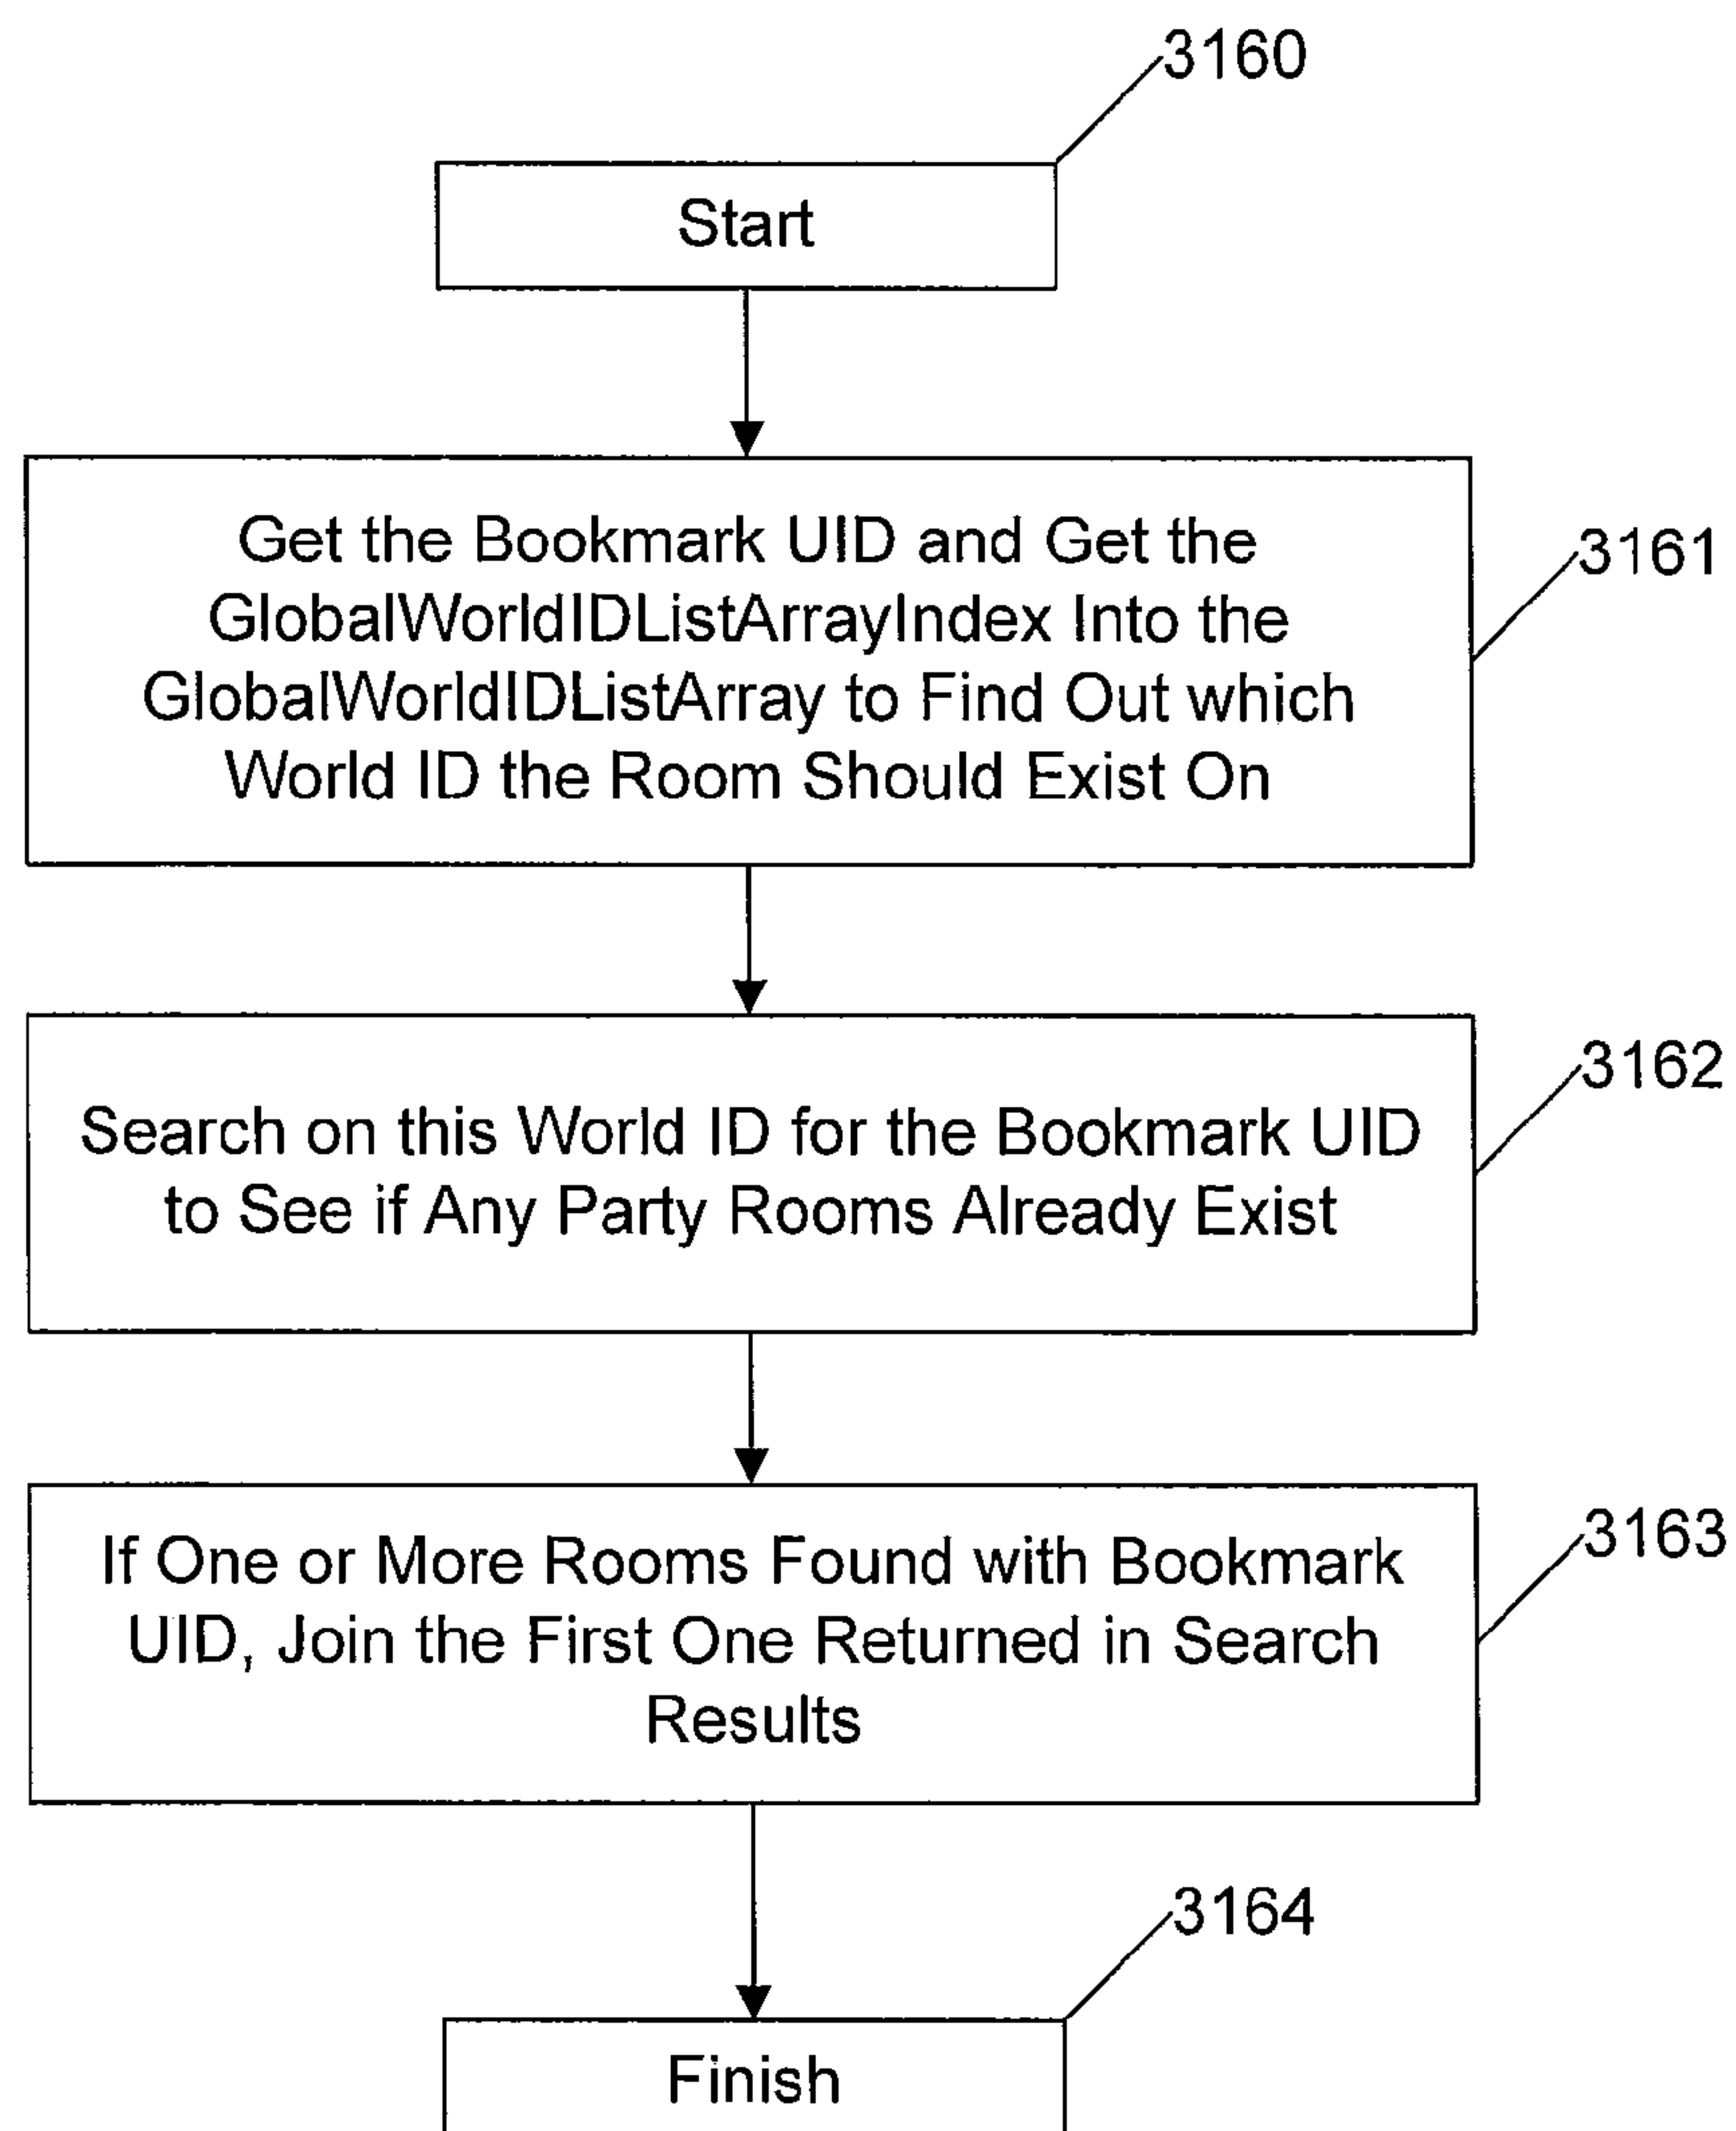 3160
Start
Get the Bookmark UID and Get the
GlobalWorldIDListArrayIndex Into the
GlobalWorldIDListArray to Find Out which
World ID the Room Should Exist On
3161
Search on this World ID for the Bookmark UID
to See if Any Party Rooms Already Exist
3162
If One or More Rooms Found with Bookmark
UID, Join the First One Returned in Search
Results
3163
3164
Finish